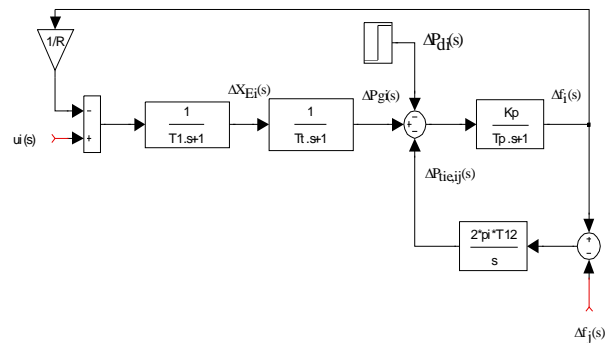 1/R
ΔP_di(s)
ΔX_Ei(s)
ΔPgi(s)
Δf_i(s)
−
+
ui(s)
1
T1.s+1
1
Tt .s+1
−
+
−
Kp
Tp .s+1
ΔP_tie,ij(s)
2*pi*T12
s
+
−
Δf_j(s)